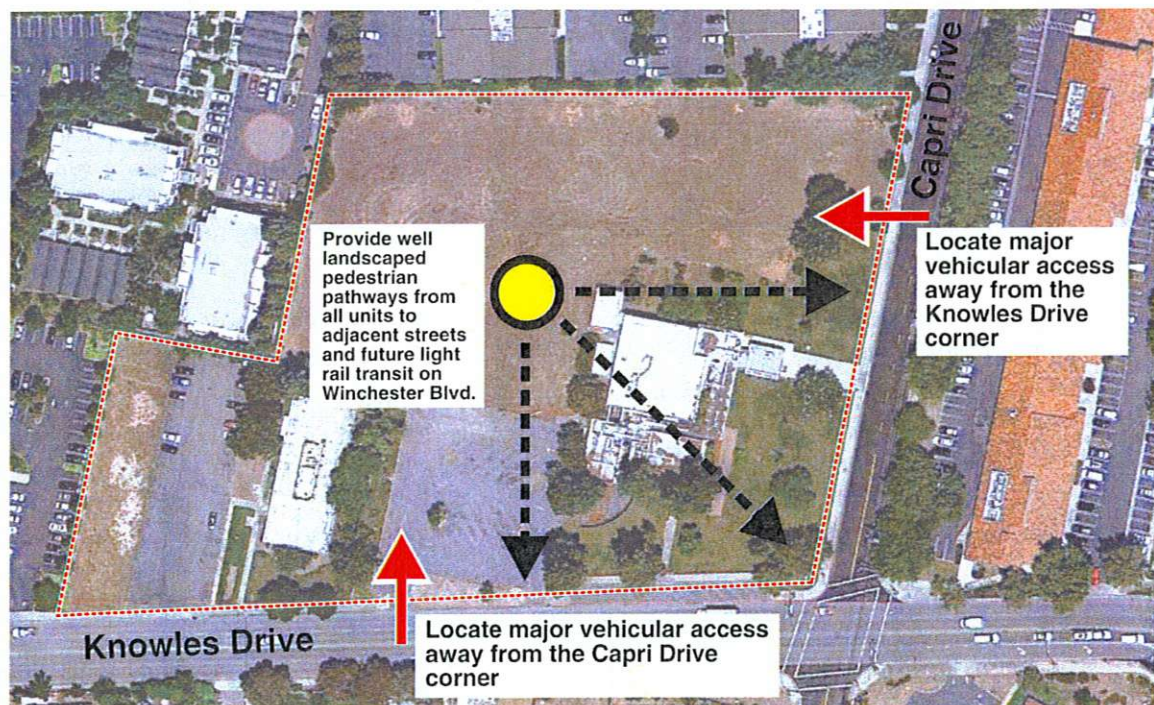 Capri Drive
Provide well
landscaped
pedestrian
pathways from
all units to
adjacent streets
and future light
rail transit on
Winchester Blvd.
Locate major
vehicular access
away from the
Knowles Drive
corner
Knowles Drive
Locate major vehicular access
away from the Capri Drive
corner